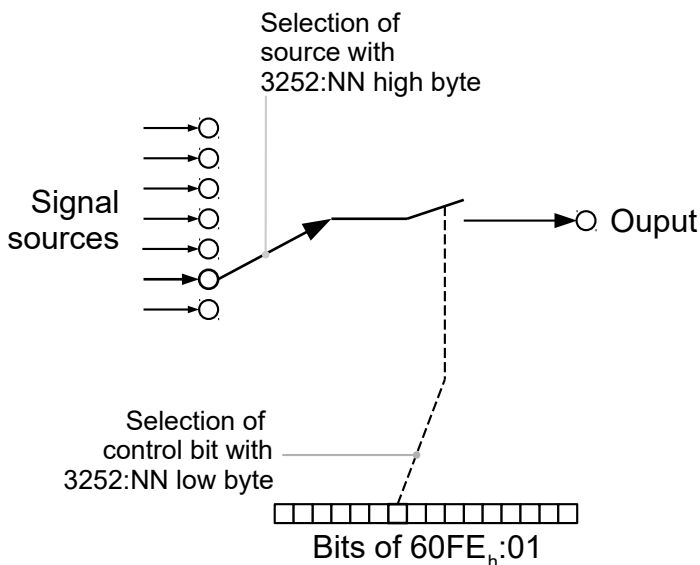 Selection of
source with
3252:NN high byte
Signal
sources
Ouput
Selection of
control bit with
3252:NN low byte
Bits of 60FEh:01